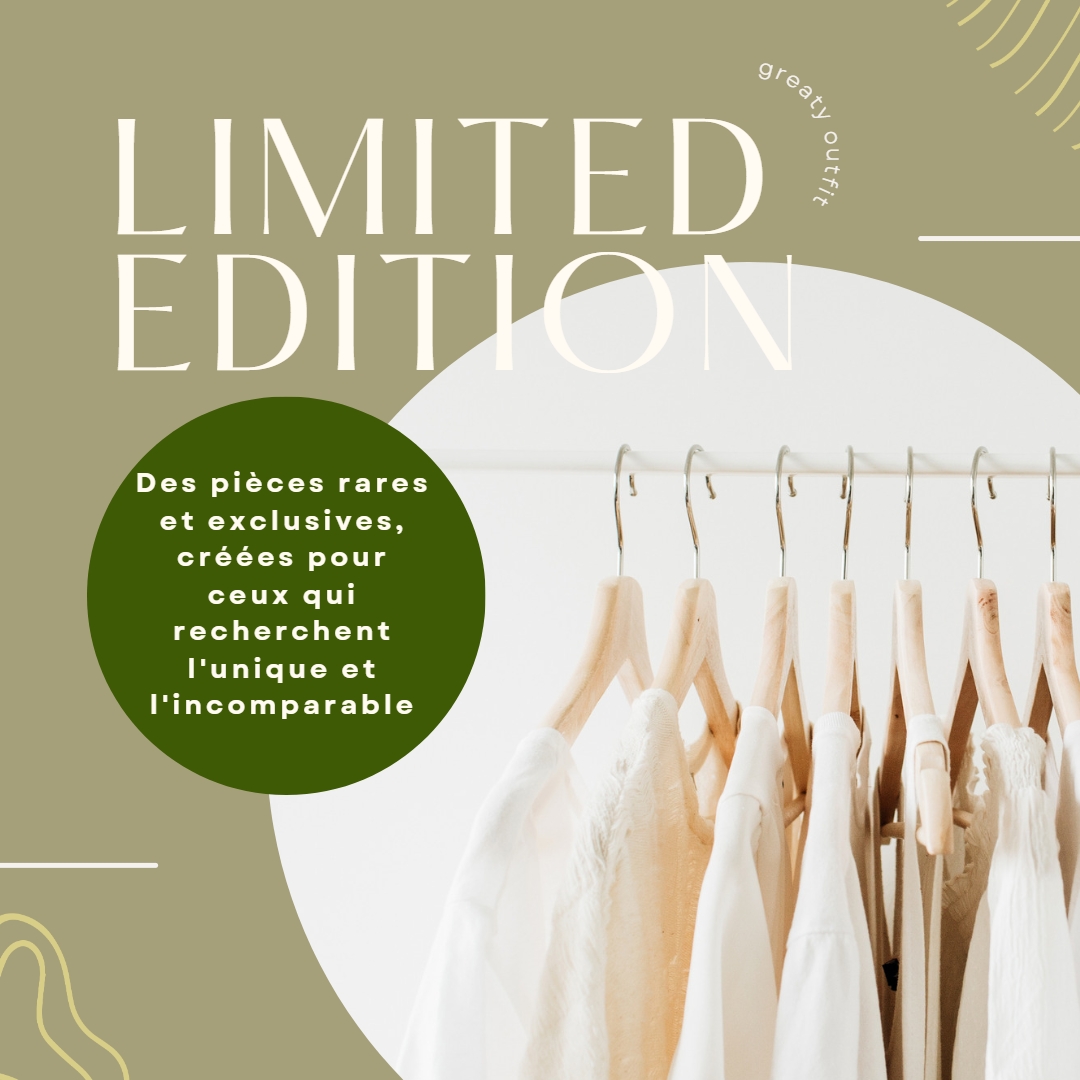 greaty outfit
LIMITED
EDITION
Des pièces rares
et exclusives,
créées pour
ceux qui
recherchent
l'unique et
l'incomparable